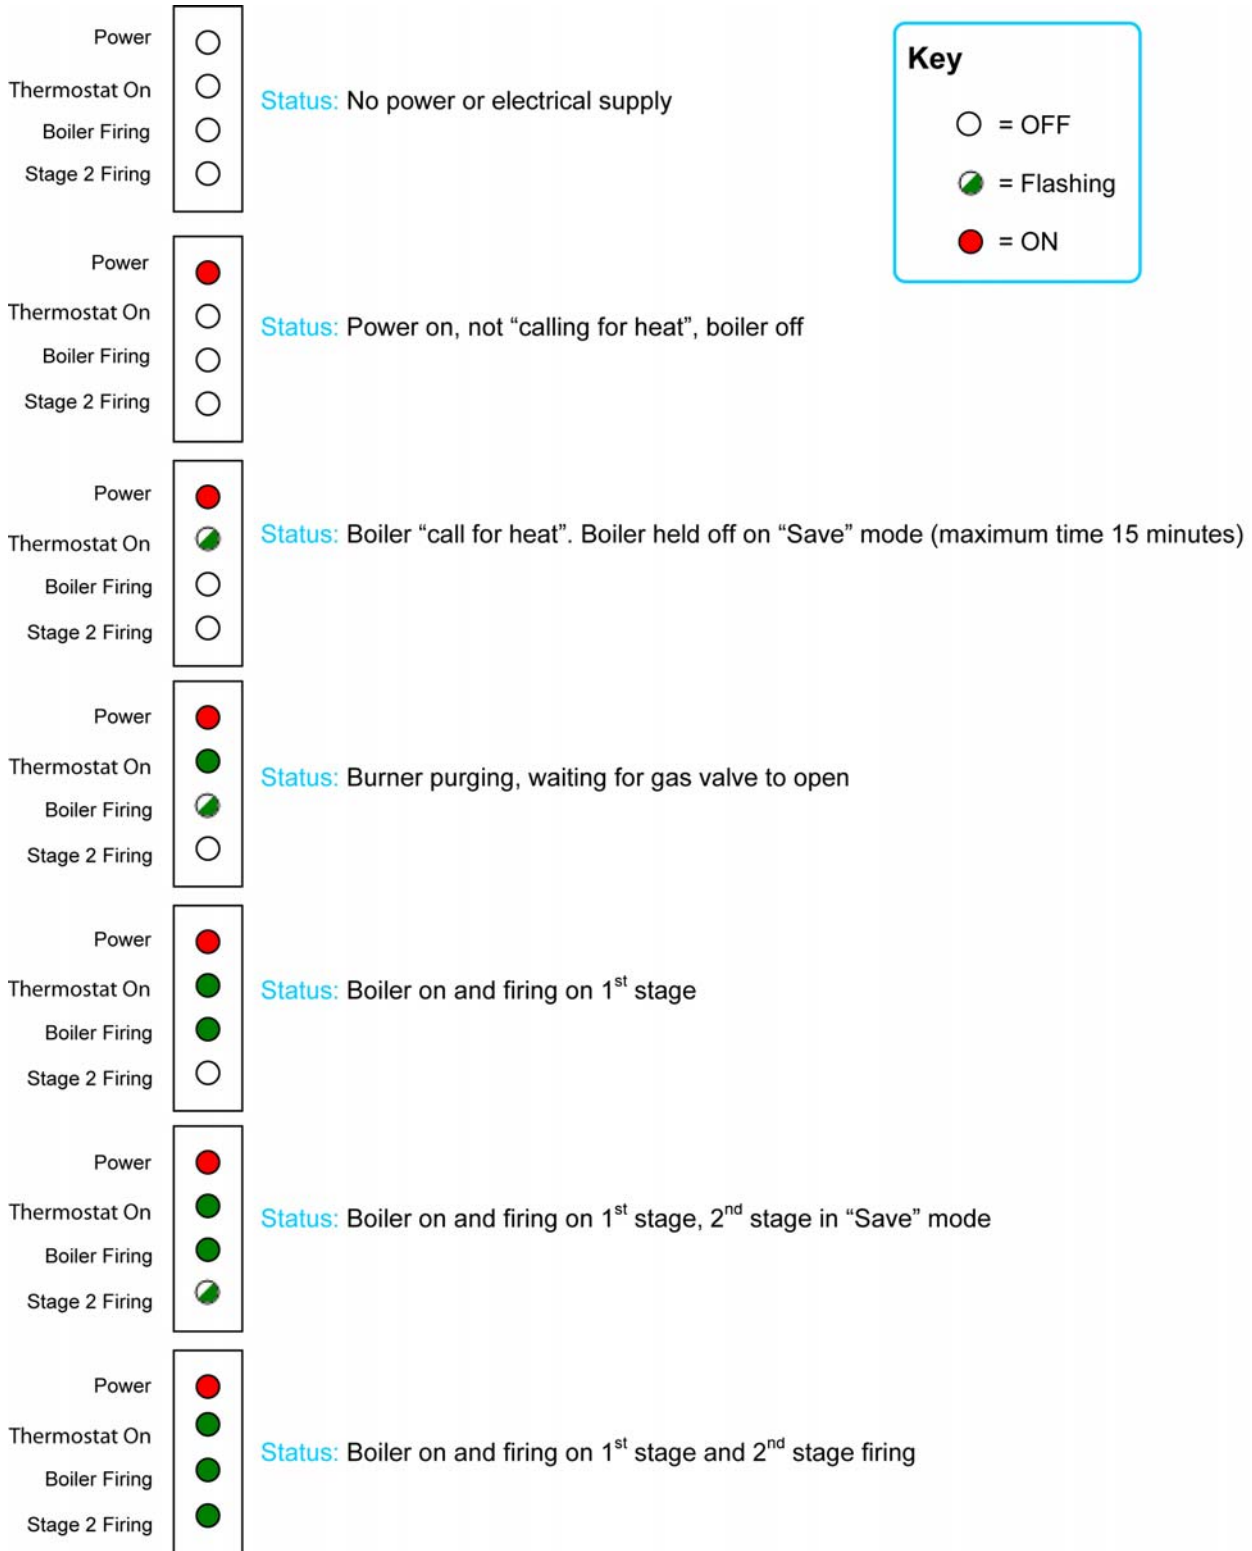 Power
Thermostat On
Boiler Firing
Stage 2 Firing
Status: No power or electrical supply
Key
= OFF
= Flashing
= ON
Power
Thermostat On
Boiler Firing
Stage 2 Firing
Status: Power on, not “calling for heat”, boiler off
Power
Thermostat On
Boiler Firing
Stage 2 Firing
Status: Boiler “call for heat”. Boiler held off on “Save” mode (maximum time 15 minutes)
Power
Thermostat On
Boiler Firing
Stage 2 Firing
Status: Burner purging, waiting for gas valve to open
Power
Thermostat On
Boiler Firing
Stage 2 Firing
Status: Boiler on and firing on 1st stage
Power
Thermostat On
Boiler Firing
Stage 2 Firing
Status: Boiler on and firing on 1st stage, 2nd stage in “Save” mode
Power
Thermostat On
Boiler Firing
Stage 2 Firing
Status: Boiler on and firing on 1st stage and 2nd stage firing